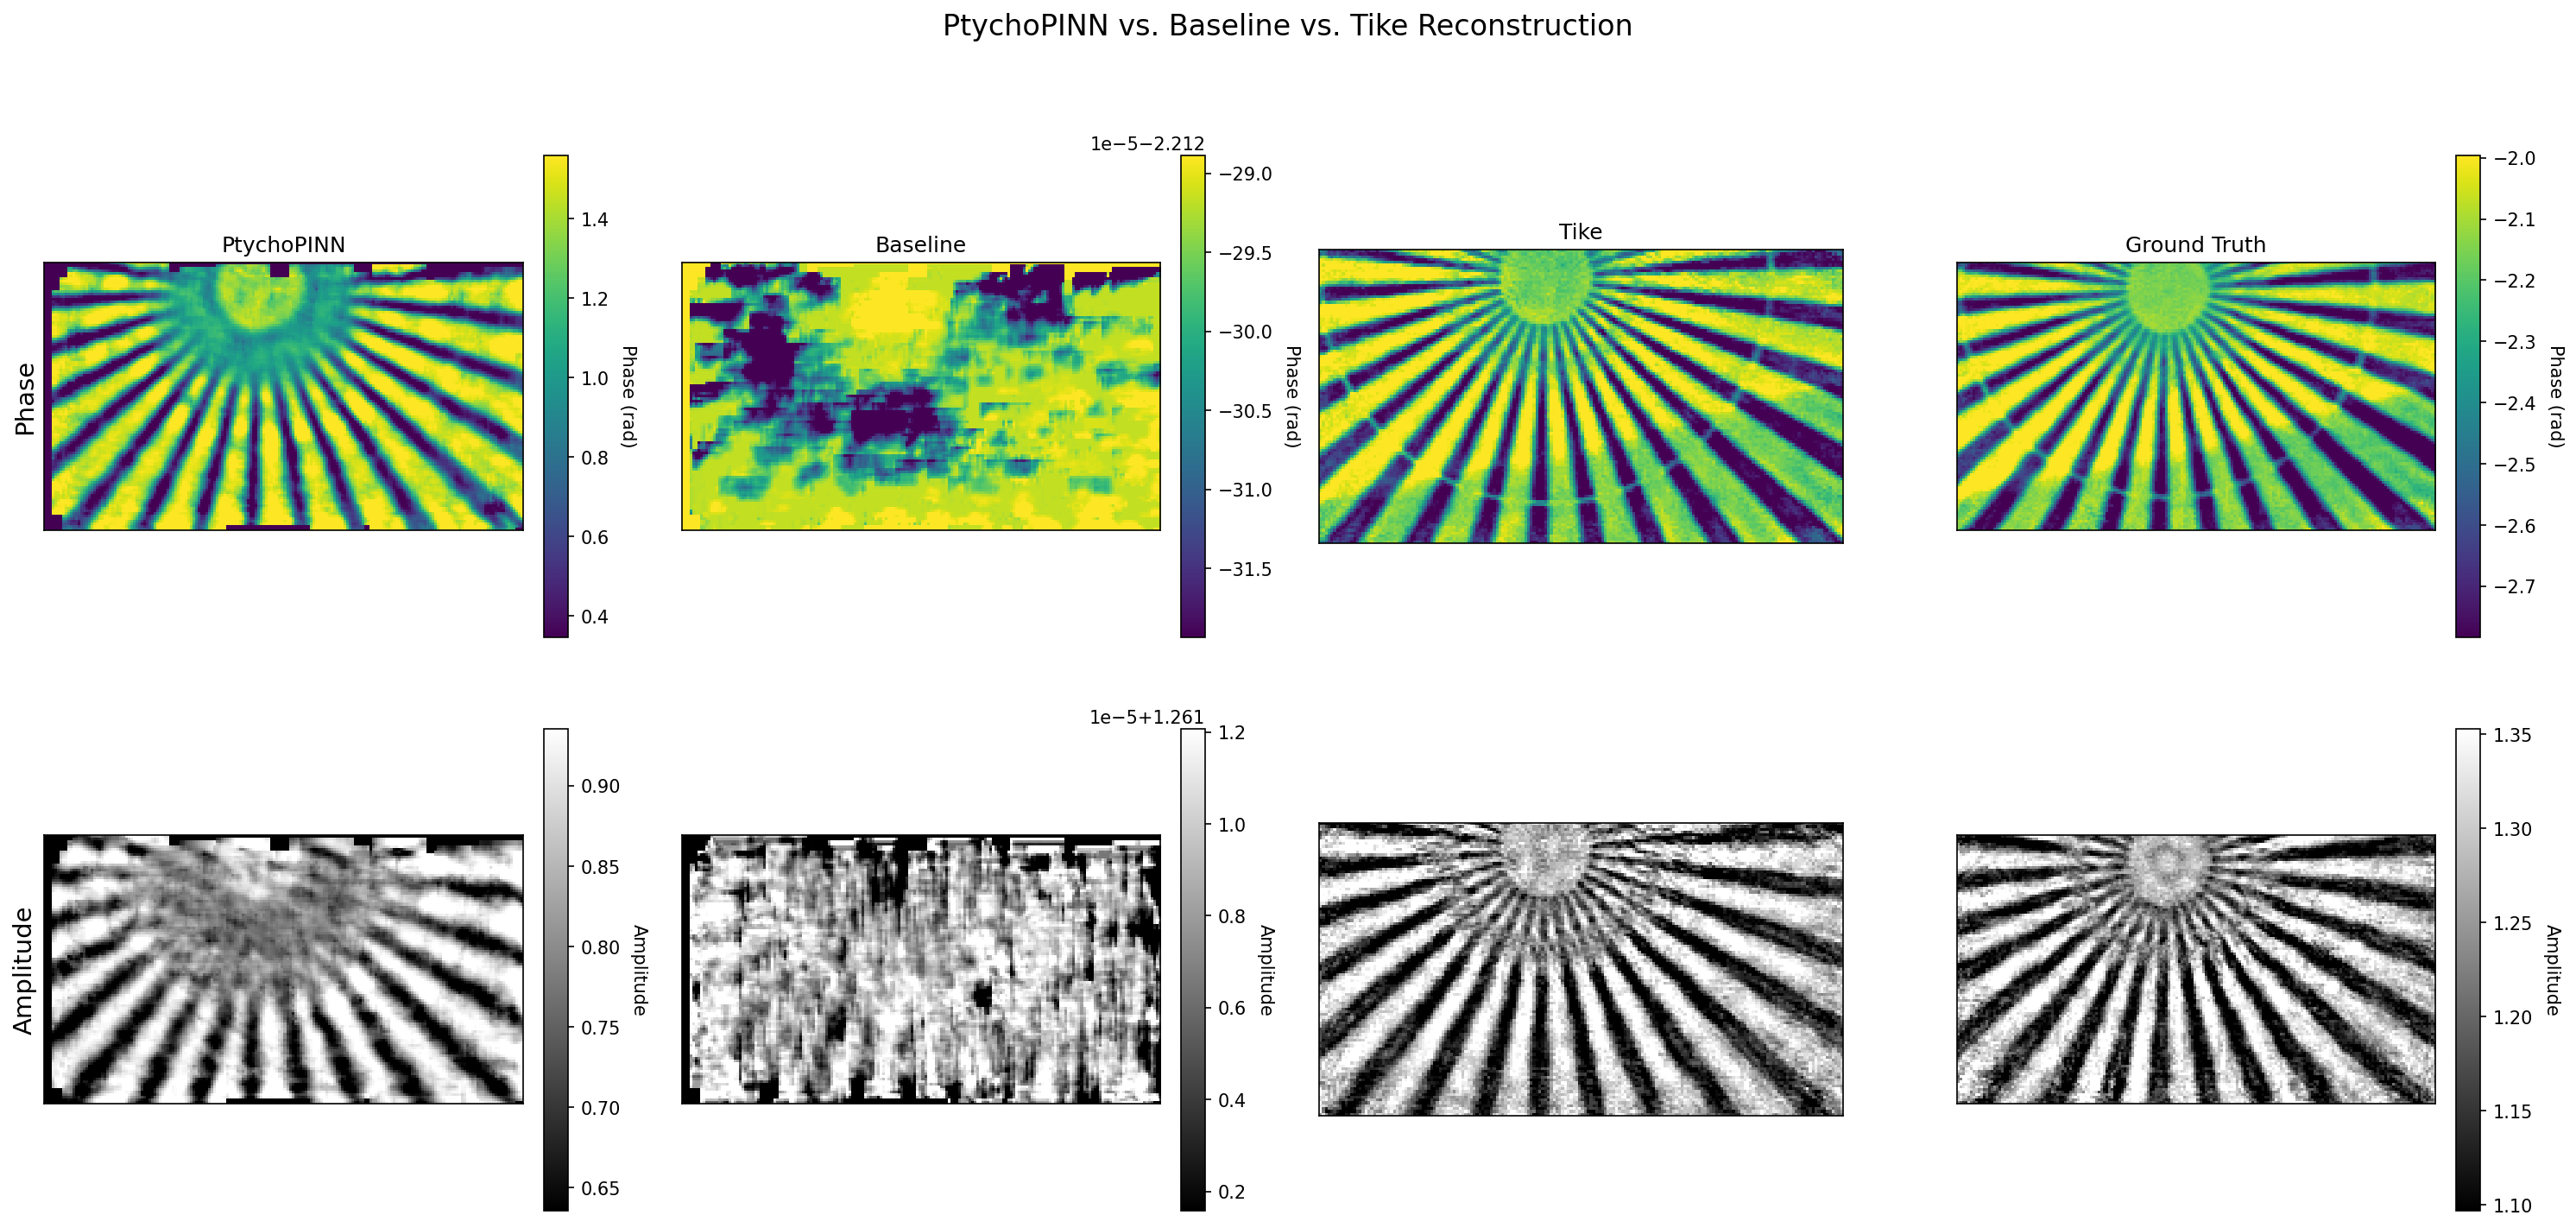 PtychoPINN vs. Baseline vs. Tike Reconstruction
PtychoPINN
Baseline
Tike
Ground Truth
Phase
1.4
1.2
1.0
0.8
0.6
0.4
Phase (rad)
1e−5−2.212
−29.0
−29.5
−30.0
−30.5
−31.0
−31.5
Phase (rad)
−2.0
−2.1
−2.2
−2.3
−2.4
−2.5
−2.6
−2.7
Phase (rad)
Amplitude
0.90
0.85
0.80
0.75
0.70
0.65
Amplitude
1e−5+1.261
1.2
1.0
0.8
0.6
0.4
0.2
Amplitude
1.35
1.30
1.25
1.20
1.15
1.10
Amplitude